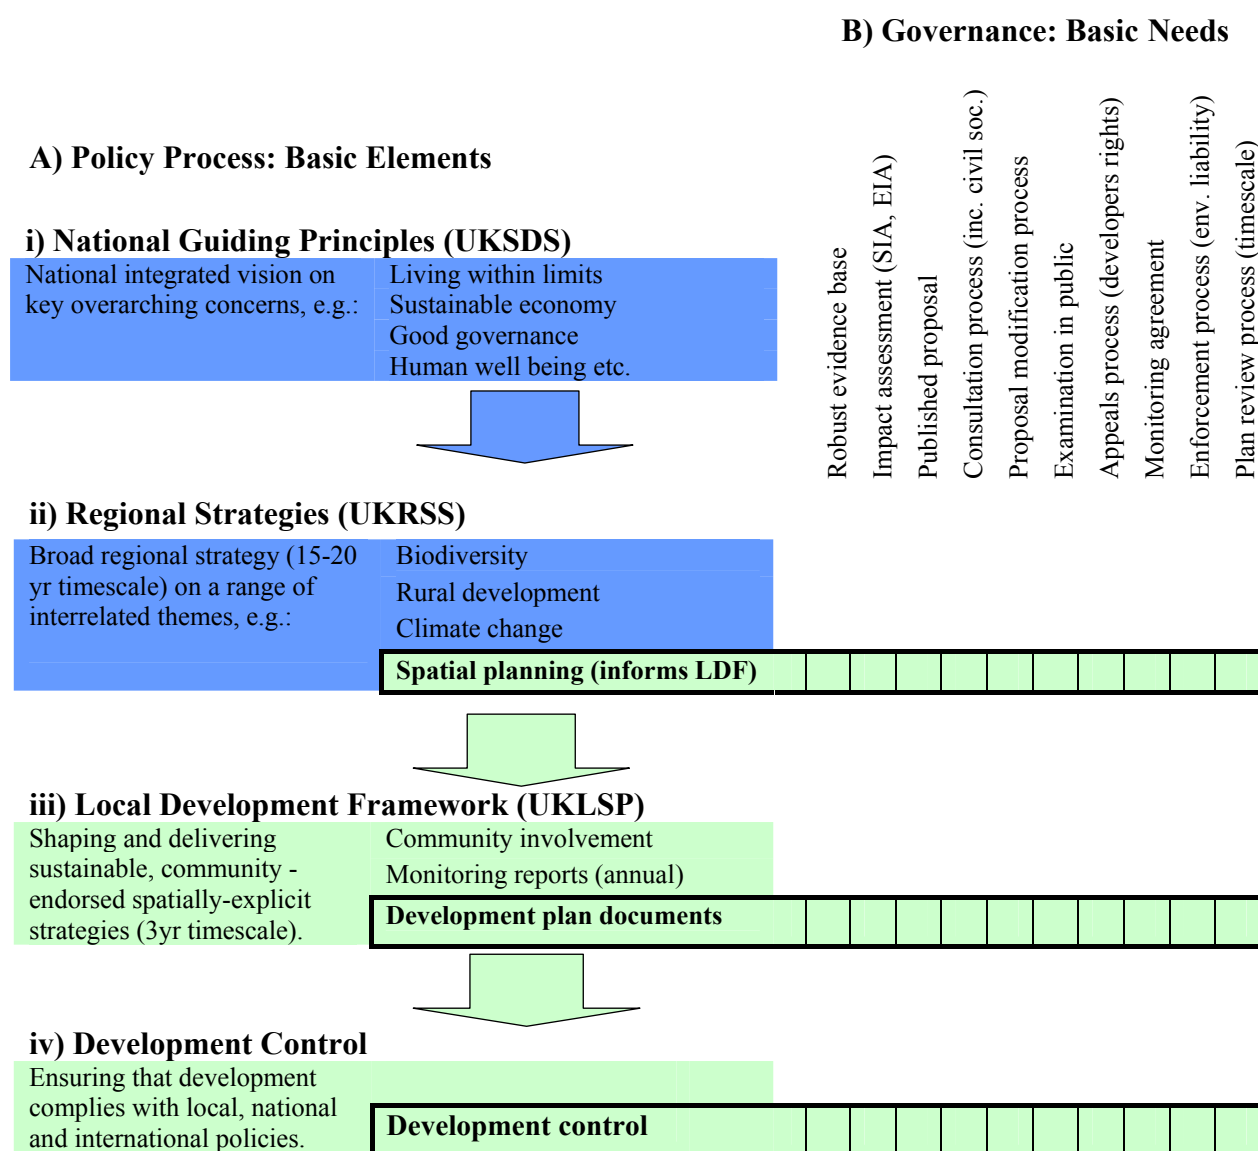 B) Governance: Basic Needs
A) Policy Process: Basic Elements
Robust evidence base
Impact assessment (SIA, EIA)
Published proposal
Consultation process (inc. civil soc.)
Proposal modification process
Examination in public
Appeals process (developers rights)
Monitoring agreement
Enforcement process (env. liability)
Plan review process (timescale)
i) National Guiding Principles (UKSDS)
National integrated vision on
key overarching concerns, e.g.:
Living within limits
Sustainable economy
Good governance
Human well being etc.
ii) Regional Strategies (UKRSS)
Broad regional strategy (15-20
yr timescale) on a range of
interrelated themes, e.g.:
Biodiversity
Rural development
Climate change
Spatial planning (informs LDF)
iii) Local Development Framework (UKLSP)
Shaping and delivering
sustainable, community -
endorsed spatially-explicit
strategies (3yr timescale).
Community involvement
Monitoring reports (annual)
Development plan documents
iv) Development Control
Ensuring that development
complies with local, national
and international policies.
Development control